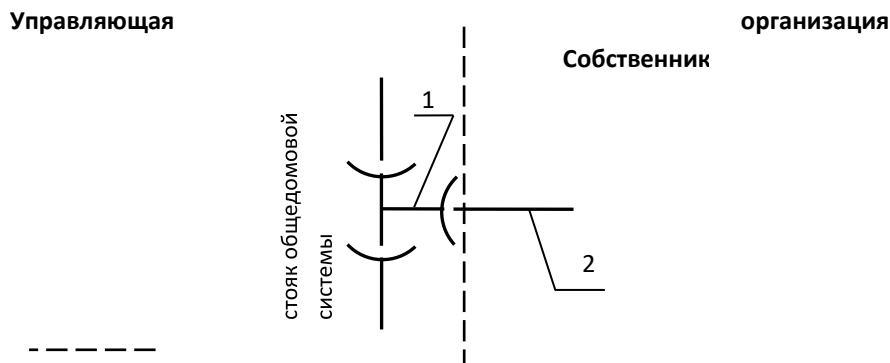 Управляющая организация
Собственник
1
стояк общедомовой
системы
2